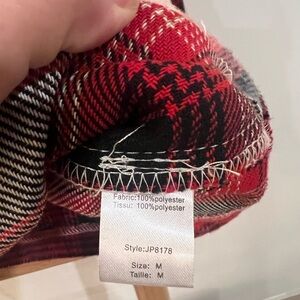 Fabric:100%polyester
Tissu:100%polyester
Style:JP8178
Size: M
Taille: M